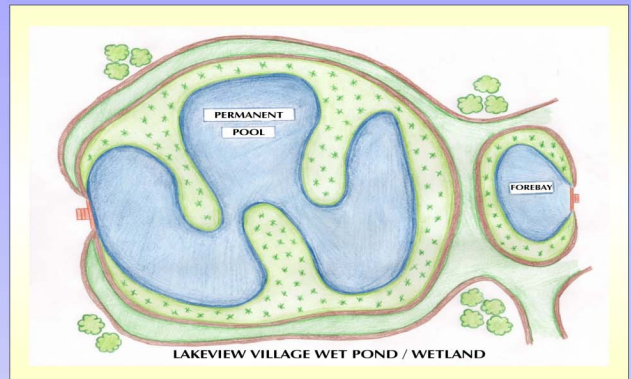 PERMANENT
POOL
FOREBAY
LAKEVIEW VILLAGE WET POND / WETLAND